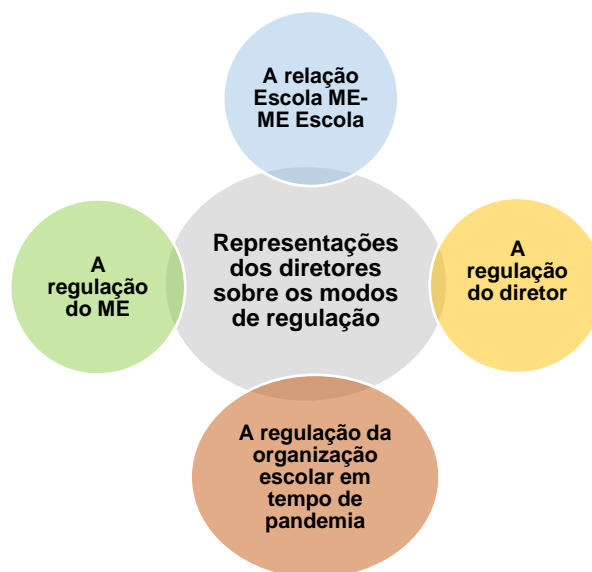 A relação
Escola ME-
ME Escola
Representações
dos diretores
sobre os modos
de regulação
A
regulação
do ME
A
regulação
do diretor
A regulação da
organização
escolar em
tempo de
pandemia